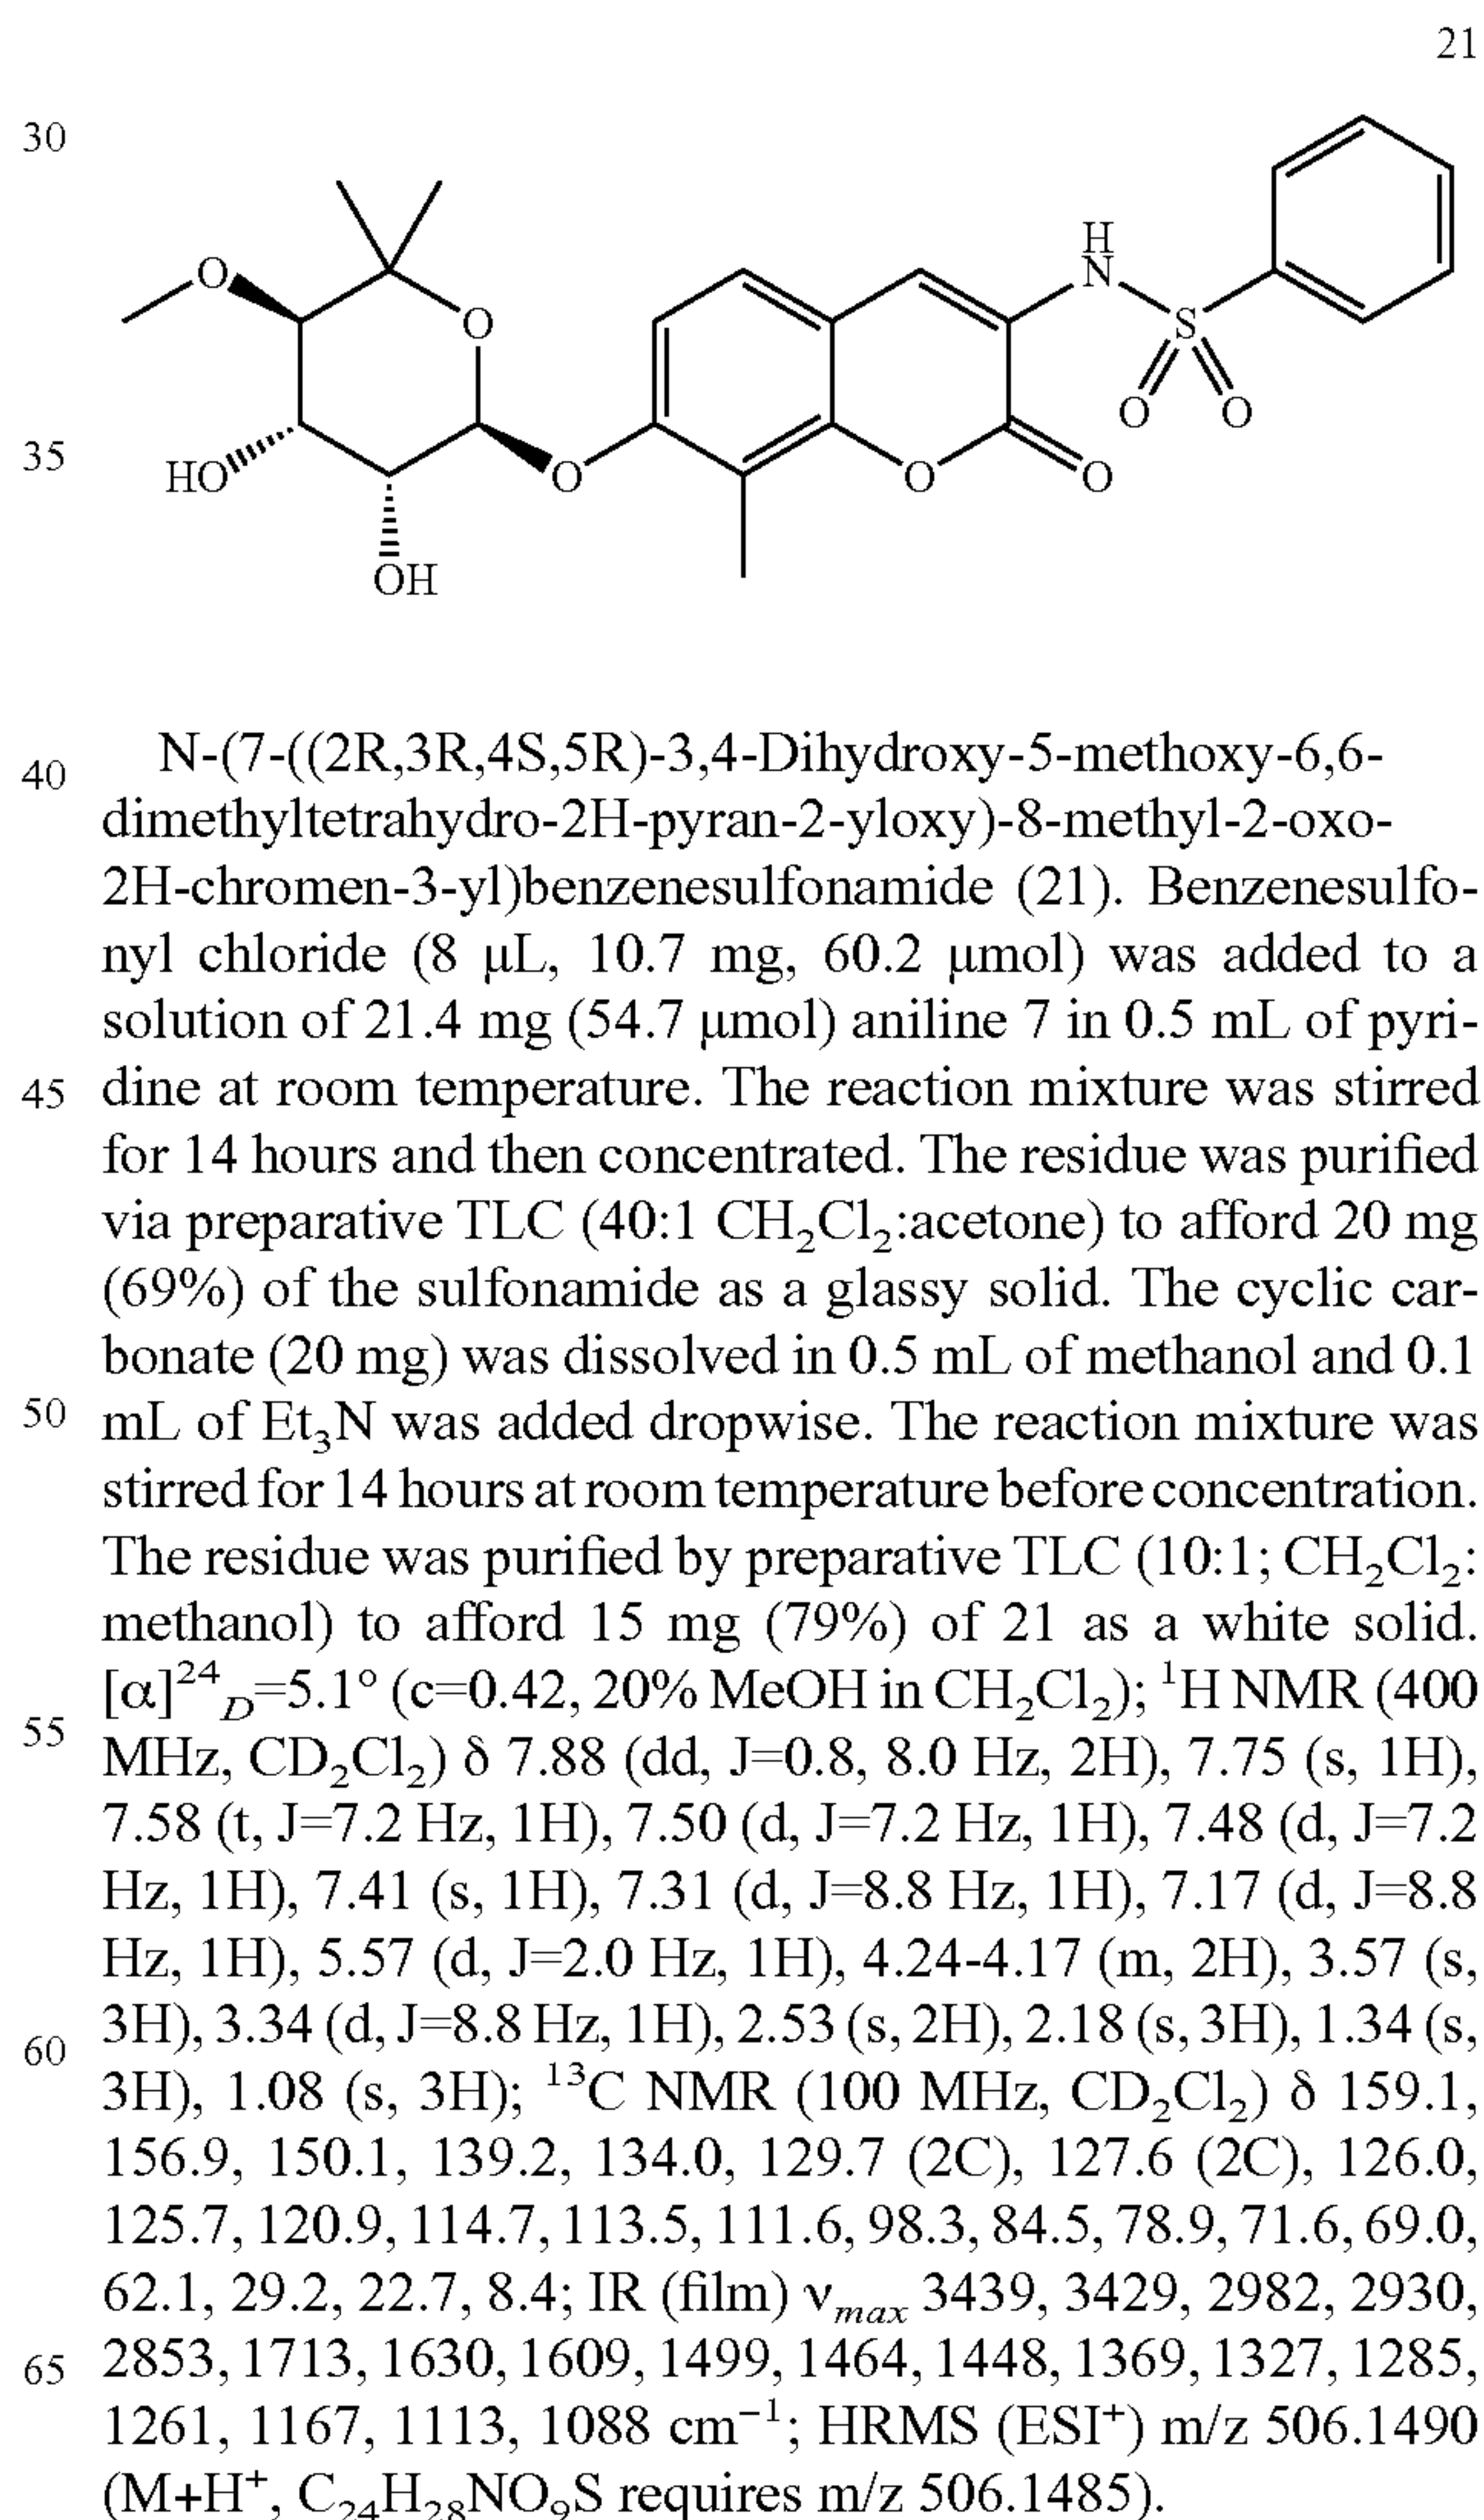 21
30
O
O
H
N
S
O
O
35
HO
O
O
O
OH
40
N-(7-((2R,3R,4S,5R)-3,4-Dihydroxy-5-methoxy-6,6-
dimethyltetrahydro-2H-pyran-2-yloxy)-8-methyl-2-oxo-
2H-chromen-3-yl)benzenesulfonamide (21). Benzenesulfo-
nyl chloride (8 μL, 10.7 mg, 60.2 μmol) was added to a
solution of 21.4 mg (54.7 μmol) aniline 7 in 0.5 mL of pyri-
45 dine at room temperature. The reaction mixture was stirred
for 14 hours and then concentrated. The residue was purified
via preparative TLC (40:1 CH₂Cl₂:acetone) to afford 20 mg
(69%) of the sulfonamide as a glassy solid. The cyclic car-
bonate (20 mg) was dissolved in 0.5 mL of methanol and 0.1
50 mL of Et₃N was added dropwise. The reaction mixture was
stirred for 14 hours at room temperature before concentration.
The residue was purified by preparative TLC (10:1; CH₂Cl₂:
methanol) to afford 15 mg (79%) of 21 as a white solid.
[α]²⁴D=5.1° (c=0.42, 20% MeOH in CH₂Cl₂); ¹H NMR (400
55 MHz, CD₂Cl₂) δ 7.88 (dd, J=0.8, 8.0 Hz, 2H), 7.75 (s, 1H),
7.58 (t, J=7.2 Hz, 1H), 7.50 (d, J=7.2 Hz, 1H), 7.48 (d, J=7.2
Hz, 1H), 7.41 (s, 1H), 7.31 (d, J=8.8 Hz, 1H), 7.17 (d, J=8.8
Hz, 1H), 5.57 (d, J=2.0 Hz, 1H), 4.24-4.17 (m, 2H), 3.57 (s,
3H), 3.34 (d, J=8.8 Hz, 1H), 2.53 (s, 2H), 2.18 (s, 3H), 1.34 (s,
60 3H), 1.08 (s, 3H); ¹³C NMR (100 MHz, CD₂Cl₂) δ 159.1,
156.9, 150.1, 139.2, 134.0, 129.7 (2C), 127.6 (2C), 126.0,
125.7, 120.9, 114.7, 113.5, 111.6, 98.3, 84.5, 78.9, 71.6, 69.0,
62.1, 29.2, 22.7, 8.4; IR (film) νmax 3439, 3429, 2982, 2930,
65 2853, 1713, 1630, 1609, 1499, 1464, 1448, 1369, 1327, 1285,
1261, 1167, 1113, 1088 cm⁻¹; HRMS (ESI⁺) m/z 506.1490
(M+H⁺, C₂₄H₂₈NO₉S requires m/z 506.1485).